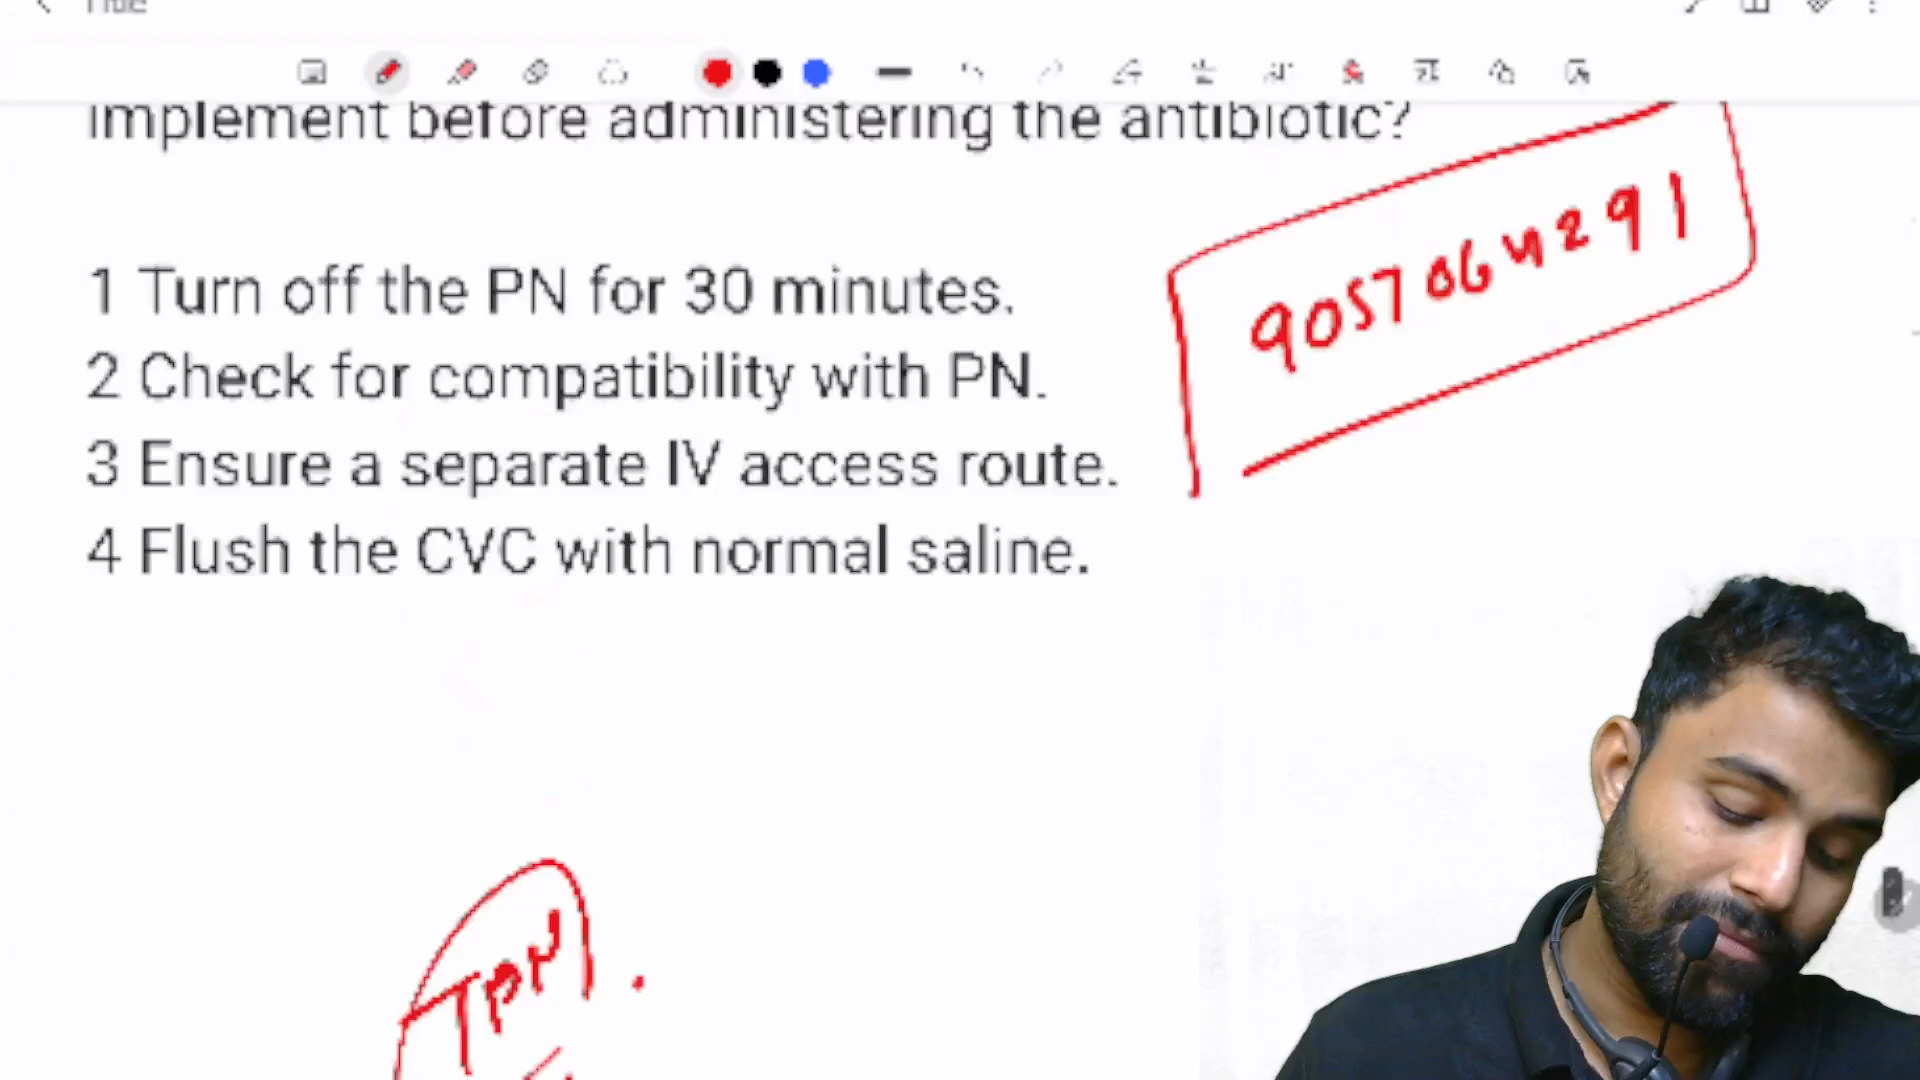 Title
implement before administering the antibiotic?
9057064291
1 Turn off the PN for 30 minutes.
2 Check for compatibility with PN.
3 Ensure a separate IV access route.
4 Flush the CVC with normal saline.
TPN